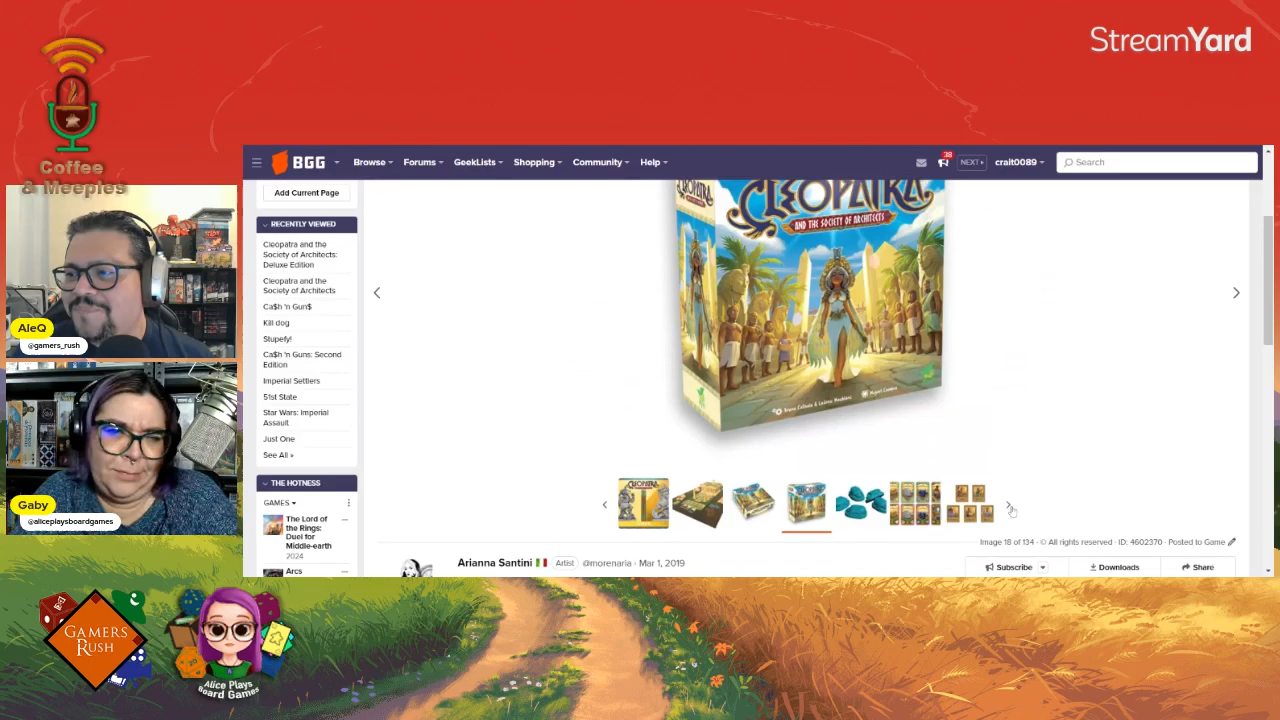 StreamYard
Coffee
& Meeples
BGG
Browse
Forums
GeekLists
Shopping
Community
Help
38
NEXT
crait0089
Search
Add Current Page
RECENTLY VIEWED
Cleopatra and the
Society of Architects:
Deluxe Edition
Cleopatra and the
Society of Architects
Ca$h 'n Gun$
Kill dog
Stupefy!
Ca$h 'n Guns: Second
Edition
Imperial Settlers
51st State
Star Wars: Imperial
Assault
Just One
See All »
THE HOTNESS
GAMES
The Lord of
the Rings:
Duel for
Middle-earth
2024
Arcs
CLEOPATRA
AND THE SOCIETY OF ARCHITECTS
Image 18 of 134 · © All rights reserved · ID: 4602370 · Posted to Game
Arianna Santini
Artist
@morenaria · Mar 1, 2019
Subscribe
Downloads
Share
AleQ
@gamers_rush
Gaby
@aliceplaysboardgames
GAMERS
RUSH
Alice Plays
Board Games